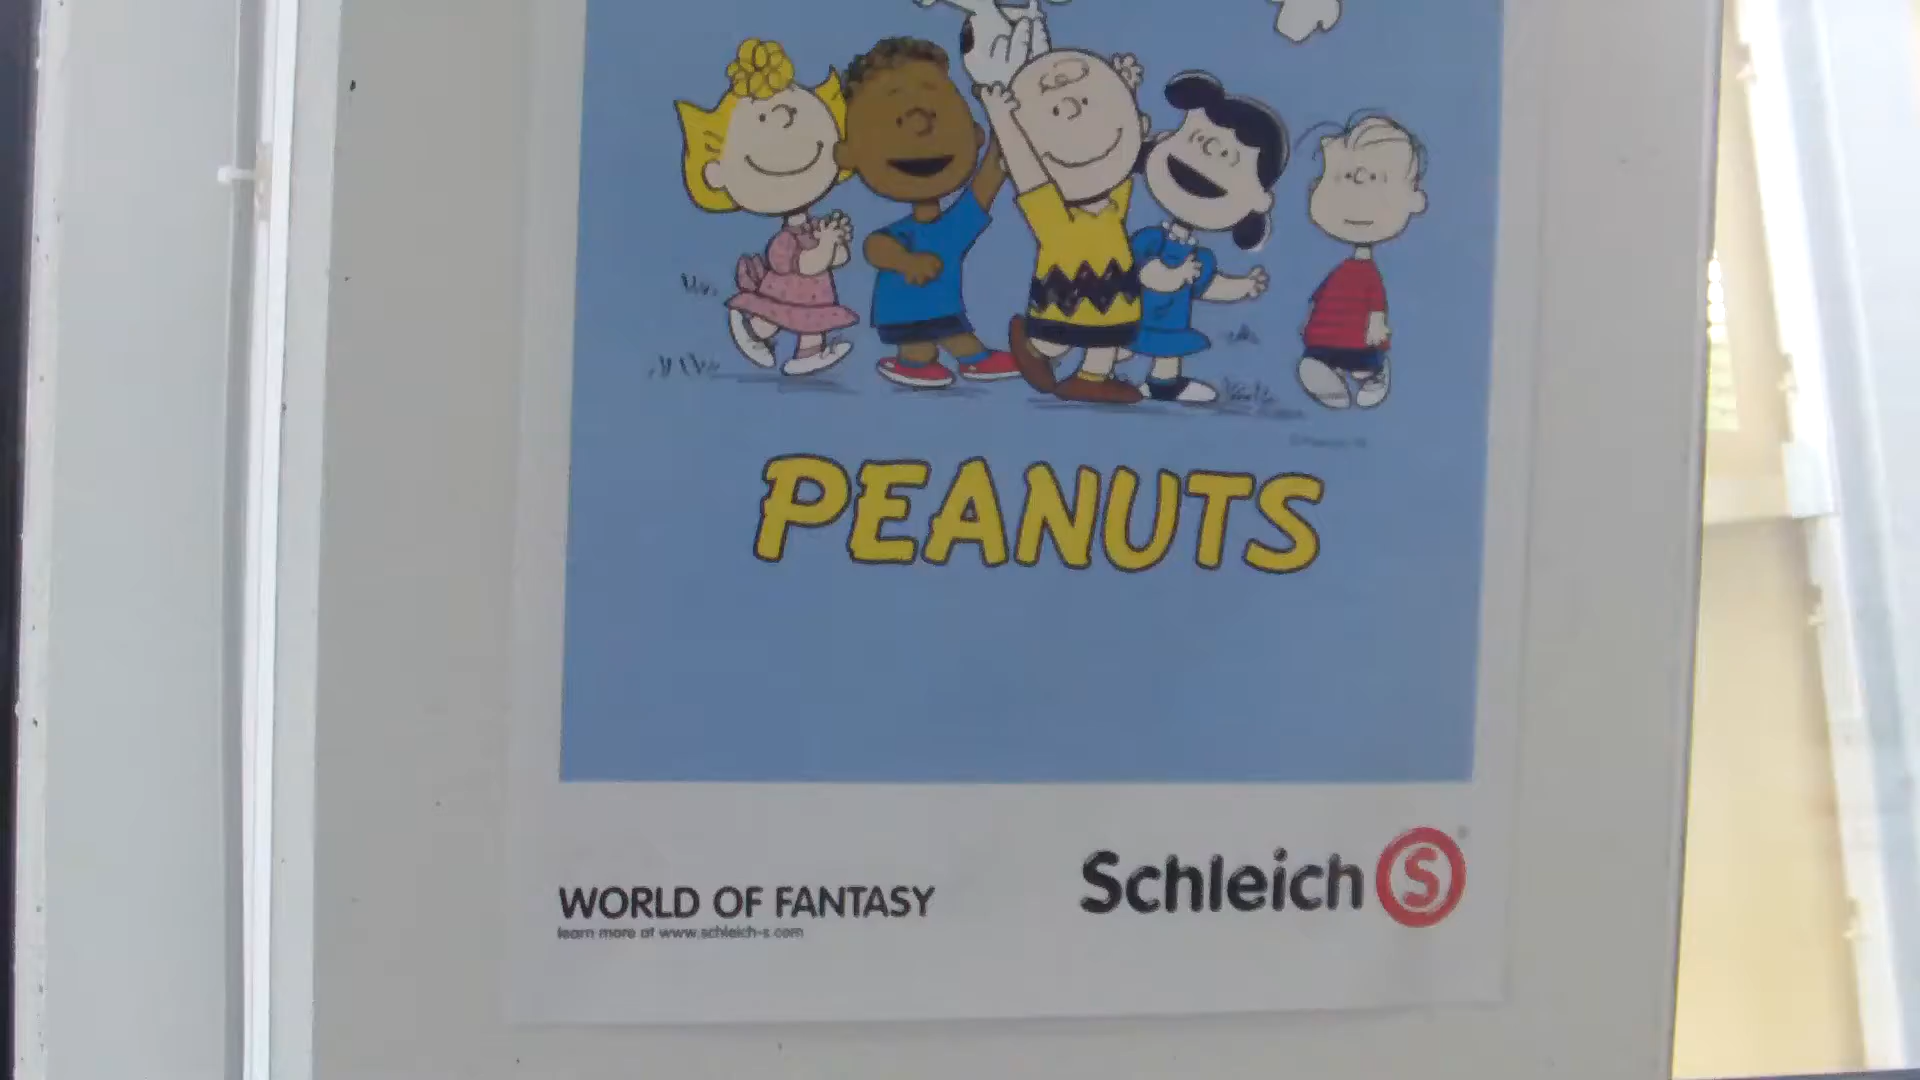 PEANUTS
WORLD OF FANTASY
learn more at www.schleich-s.com
Schleich S